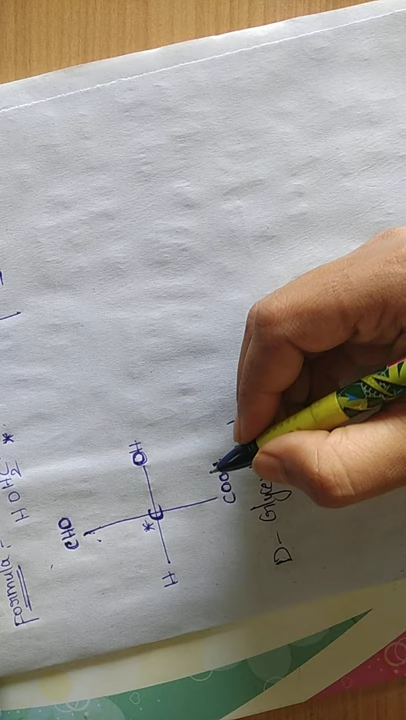 Formula:- HOH₂C *
CHO
H * C OH
COO
D- Glyce